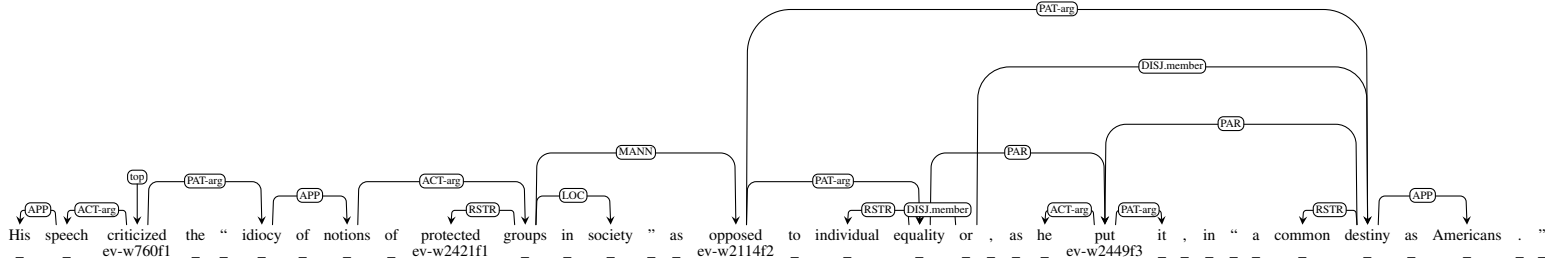 PAT-arg
DISJ.member
PAR
MANN PAR
top PAT-arg ACT-arg LOC PAT-arg APP
APP ACT-arg APP RSTR RSTR DISJ.member ACT-arg PAT-arg RSTR
His speech criticized the “ idiocy of notions of protected groups in society ” as opposed to individual equality or , as he put it , in “ a common destiny as Americans . ”
_ _ ev-w760f1 _ _ _ _ ev-w2421f1 _ _ _ _ _ ev-w2114f2 _ _ _ _ _ _ _ ev-w2449f3 _ _ _ _ _ _ _ _ _ _ _